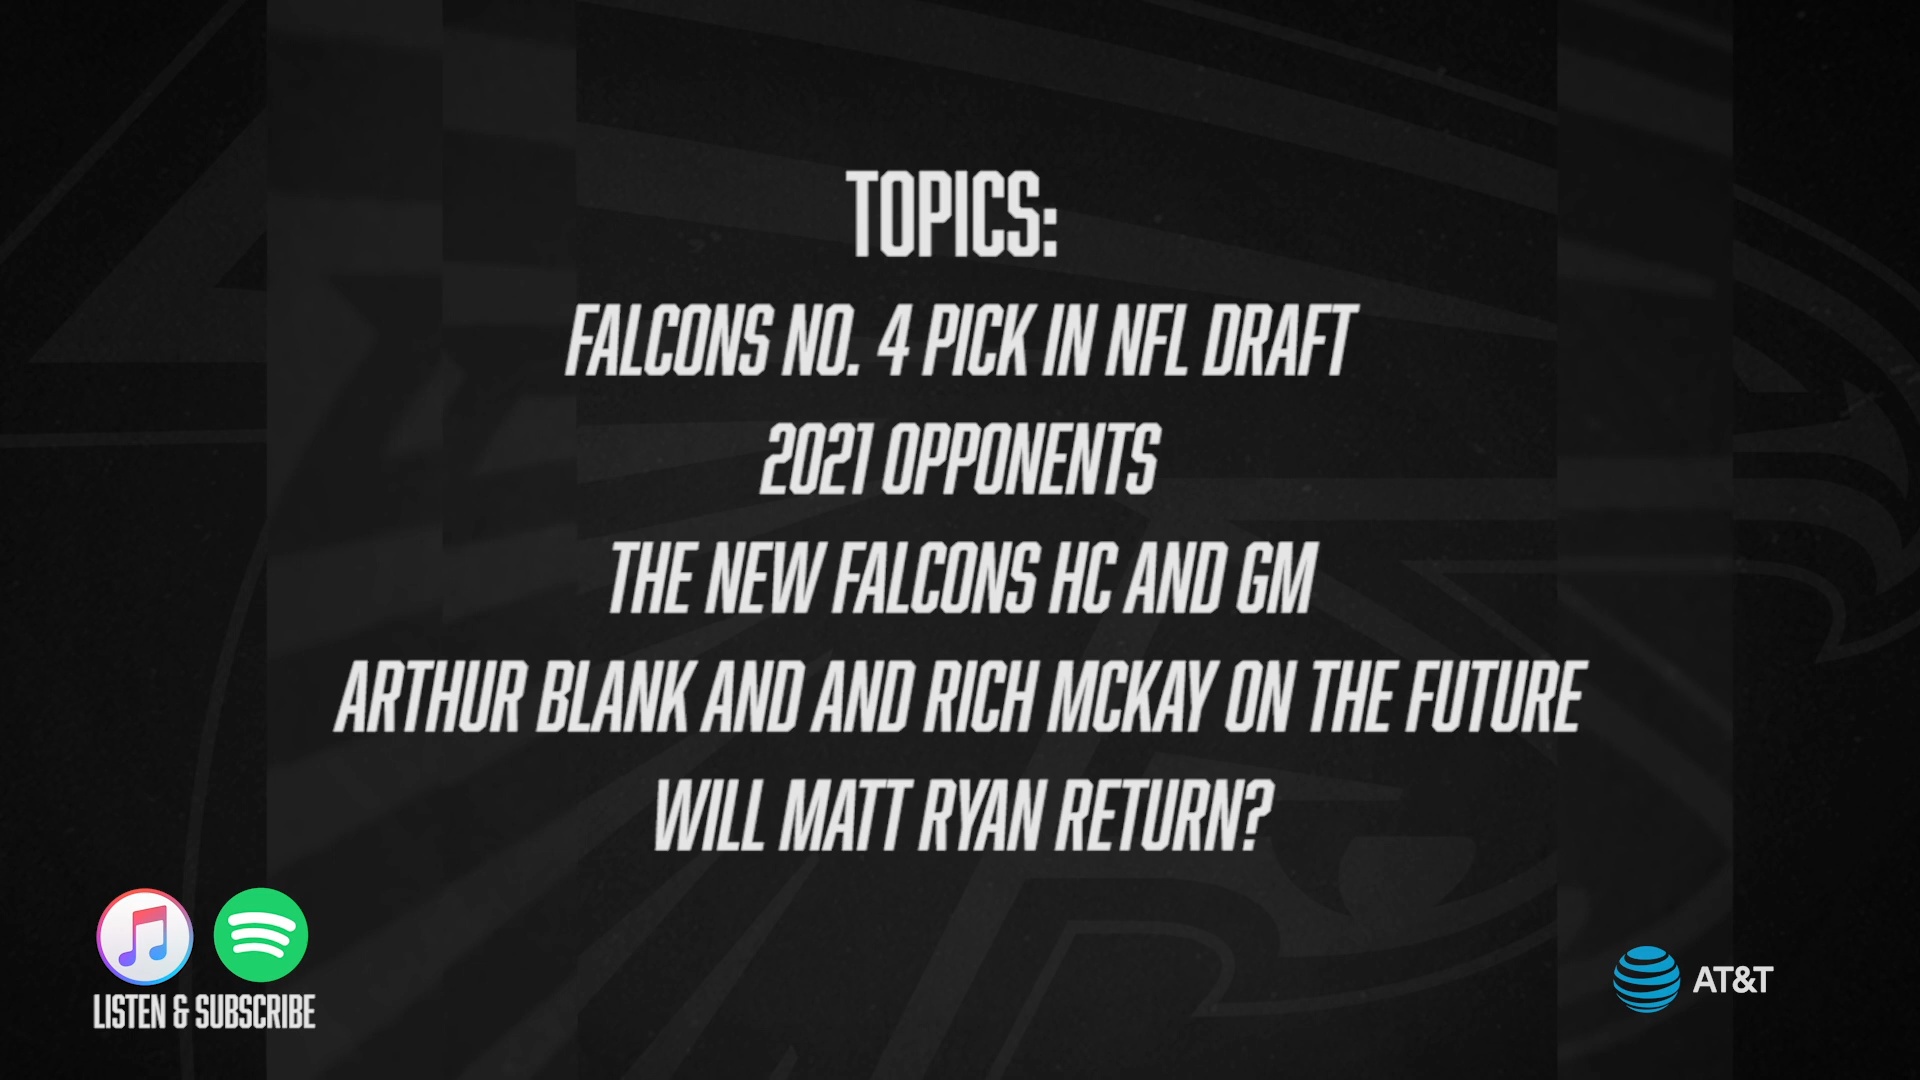 TOPICS:
FALCONS NO. 4 PICK IN NFL DRAFT
2021 OPPONENTS
THE NEW FALCONS HC AND GM
ARTHUR BLANK AND AND RICH MCKAY ON THE FUTURE
WILL MATT RYAN RETURN?
LISTEN & SUBSCRIBE
AT&T